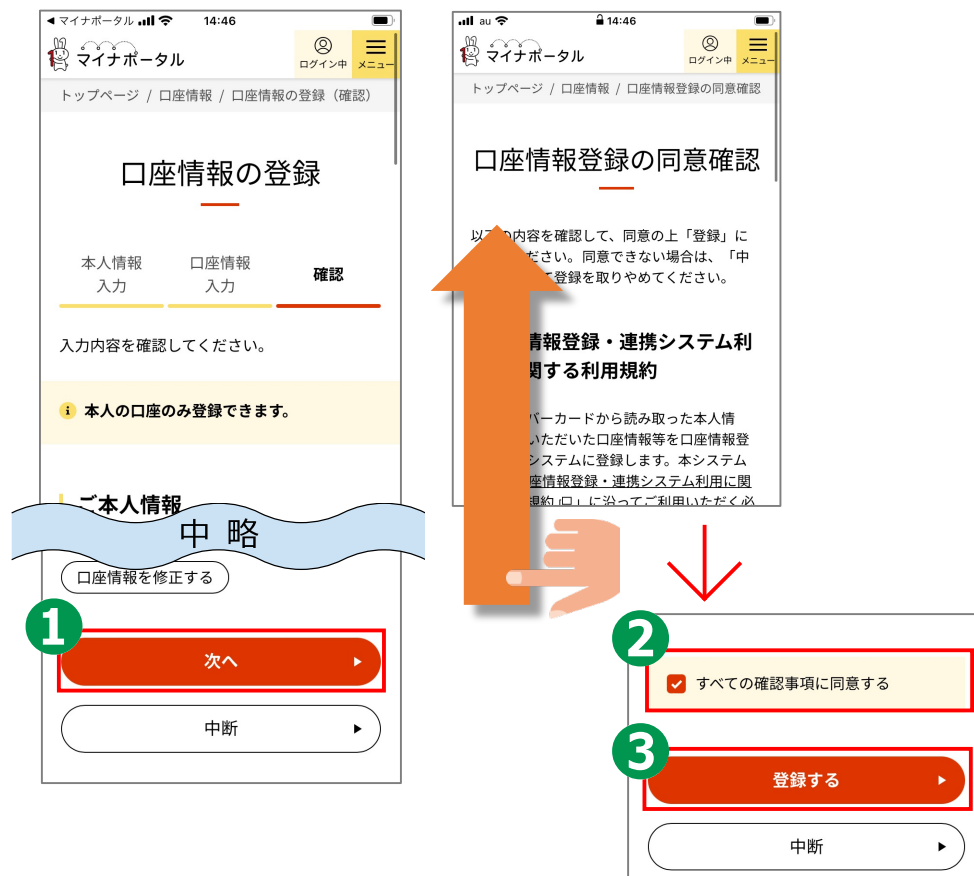 マイナポータル 14:46
マイナポータル
ログイン中
メニュー
トップページ / 口座情報 / 口座情報の登録（確認）
口座情報の登録
本人情報
入力
口座情報
入力
確認
入力内容を確認してください。
本人の口座のみ登録できます。
ご本人情報
中 略
口座情報を修正する
1
次へ
中断
au 14:46
マイナポータル
ログイン中
メニュー
トップページ / 口座情報 / 口座情報登録の同意確認
口座情報登録の同意確認
以下の内容を確認して、同意の上「登録」に
ださい。同意できない場合は、「中
て登録を取りやめてください。
情報登録・連携システム利
関する利用規約
バーカードから読み取った本人情
いただいた口座情報等を口座情報登
システムに登録します。本システム
座情報登録・連携システム利用に関
規約」に沿ってご利用いただく必
2
すべての確認事項に同意する
3
登録する
中断